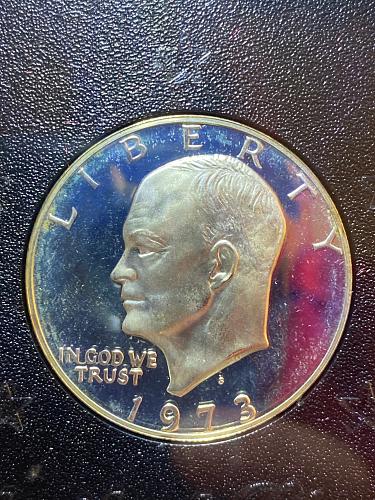 LIBERTY
IN GOD WE
TRUST
S
1973